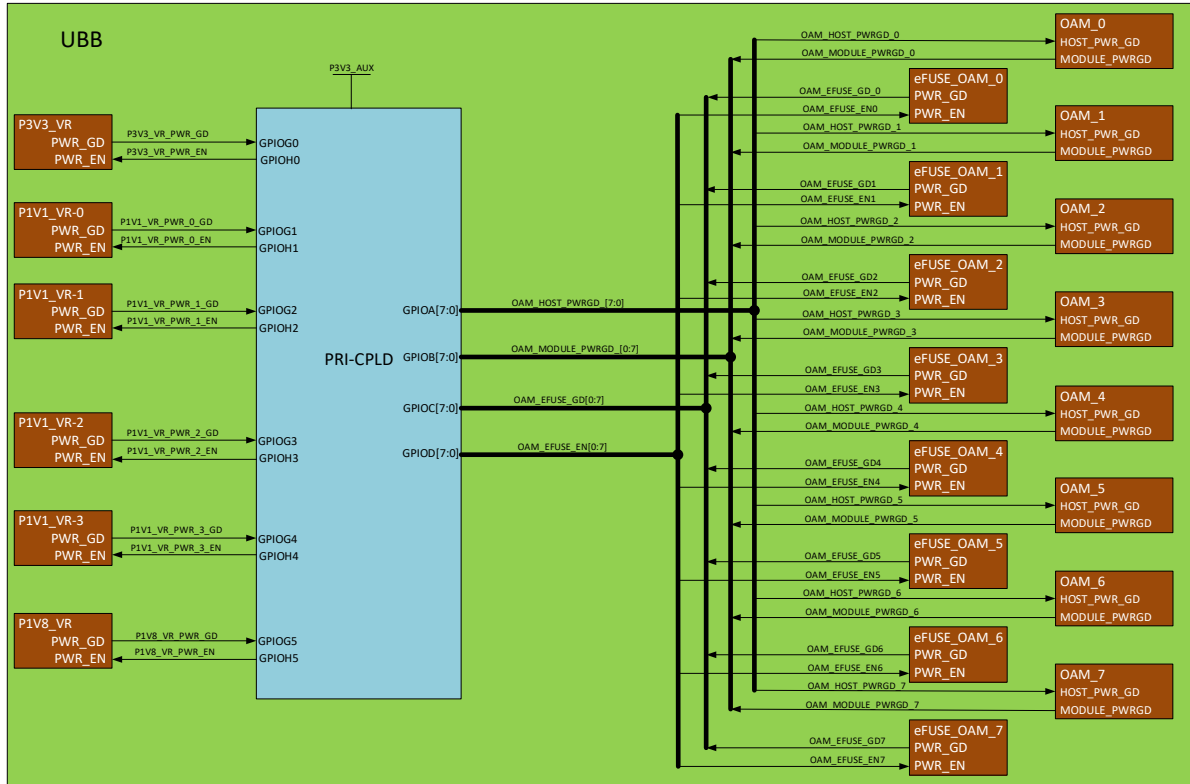 UBB
P3V3_AUX
P3V3_VR
PWR_GD
PWR_EN
P3V3_VR_PWR_GD
P3V3_VR_PWR_EN
GPIOG0
GPIOH0
P1V1_VR-0
PWR_GD
PWR_EN
P1V1_VR_PWR_0_GD
P1V1_VR_PWR_0_EN
GPIOG1
GPIOH1
P1V1_VR-1
PWR_GD
PWR_EN
P1V1_VR_PWR_1_GD
P1V1_VR_PWR_1_EN
GPIOG2
GPIOH2
P1V1_VR-2
PWR_GD
PWR_EN
P1V1_VR_PWR_2_GD
P1V1_VR_PWR_2_EN
GPIOG3
GPIOH3
P1V1_VR-3
PWR_GD
PWR_EN
P1V1_VR_PWR_3_GD
P1V1_VR_PWR_3_EN
GPIOG4
GPIOH4
P1V8_VR
PWR_GD
PWR_EN
P1V8_VR_PWR_GD
P1V8_VR_PWR_EN
GPIOG5
GPIOH5
PRI-CPLD
GPIOA[7:0]
OAM_HOST_PWRGD_[7:0]
GPIOB[7:0]
OAM_MODULE_PWRGD_[0:7]
GPIOC[7:0]
OAM_EFUSE_GD[0:7]
GPIOD[7:0]
OAM_EFUSE_EN[0:7]
OAM_HOST_PWRGD_0
OAM_MODULE_PWRGD_0
OAM_0
HOST_PWR_GD
MODULE_PWRGD
OAM_EFUSE_GD_0
OAM_EFUSE_EN0
eFUSE_OAM_0
PWR_GD
PWR_EN
OAM_HOST_PWRGD_1
OAM_MODULE_PWRGD_1
OAM_1
HOST_PWR_GD
MODULE_PWRGD
OAM_EFUSE_GD1
OAM_EFUSE_EN1
eFUSE_OAM_1
PWR_GD
PWR_EN
OAM_HOST_PWRGD_2
OAM_MODULE_PWRGD_2
OAM_2
HOST_PWR_GD
MODULE_PWRGD
OAM_EFUSE_GD2
OAM_EFUSE_EN2
eFUSE_OAM_2
PWR_GD
PWR_EN
OAM_HOST_PWRGD_3
OAM_MODULE_PWRGD_3
OAM_3
HOST_PWR_GD
MODULE_PWRGD
OAM_EFUSE_GD3
OAM_EFUSE_EN3
eFUSE_OAM_3
PWR_GD
PWR_EN
OAM_HOST_PWRGD_4
OAM_MODULE_PWRGD_4
OAM_4
HOST_PWR_GD
MODULE_PWRGD
OAM_EFUSE_GD4
OAM_EFUSE_EN4
eFUSE_OAM_4
PWR_GD
PWR_EN
OAM_HOST_PWRGD_5
OAM_MODULE_PWRGD_5
OAM_5
HOST_PWR_GD
MODULE_PWRGD
OAM_EFUSE_GD5
OAM_EFUSE_EN5
eFUSE_OAM_5
PWR_GD
PWR_EN
OAM_HOST_PWRGD_6
OAM_MODULE_PWRGD_6
OAM_6
HOST_PWR_GD
MODULE_PWRGD
OAM_EFUSE_GD6
OAM_EFUSE_EN6
eFUSE_OAM_6
PWR_GD
PWR_EN
OAM_HOST_PWRGD_7
OAM_MODULE_PWRGD_7
OAM_7
HOST_PWR_GD
MODULE_PWRGD
OAM_EFUSE_GD7
OAM_EFUSE_EN7
eFUSE_OAM_7
PWR_GD
PWR_EN